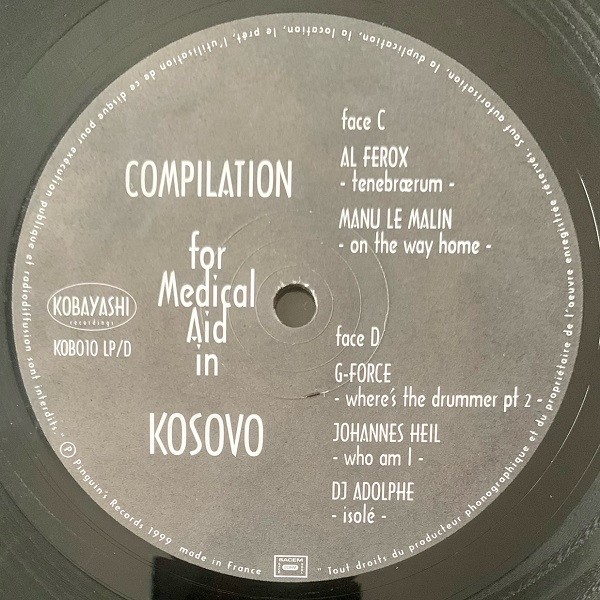 COMPILATION
for
Medical
Aid
in
KOSOVO
KOBAYASHI
recordings
KOB010 LP/D
face C
AL FEROX
- tenebrærum -
MANU LE MALIN
- on the way home -
face D
G-FORCE
- where's the drummer pt 2 -
JOHANNES HEIL
- who am I -
DJ ADOLPHE
- isolé -
" Tout droits du producteur phonographique et du propriétaire de l'oeuvre enregistrée réservés. Sauf autorisation, la duplication, la location, le prêt, l'utilisation de ce disque pour exécution publique et radiodiffusion sont interdits. "
℗ Pinguin's Records 1999 made in France
SACEM